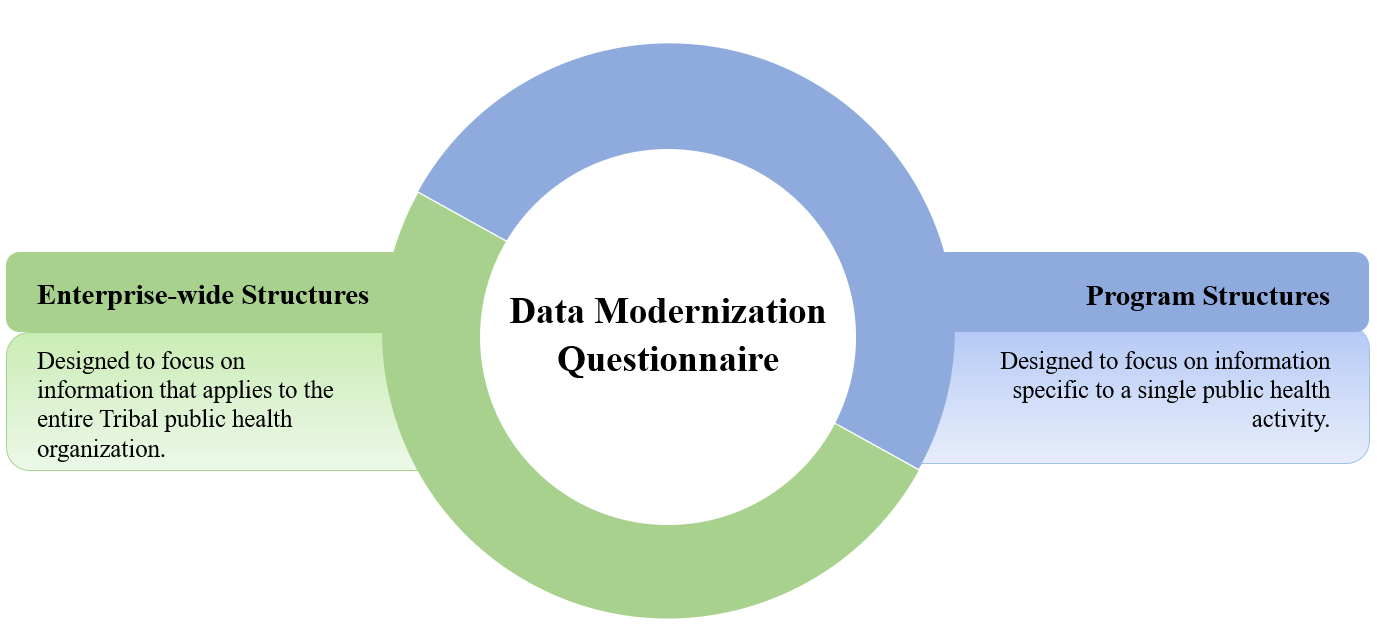 Enterprise-wide Structures
Designed to focus on
information that applies to the
entire Tribal public health
organization.
Data Modernization
Questionnaire
Program Structures
Designed to focus on information
specific to a single public health
activity.